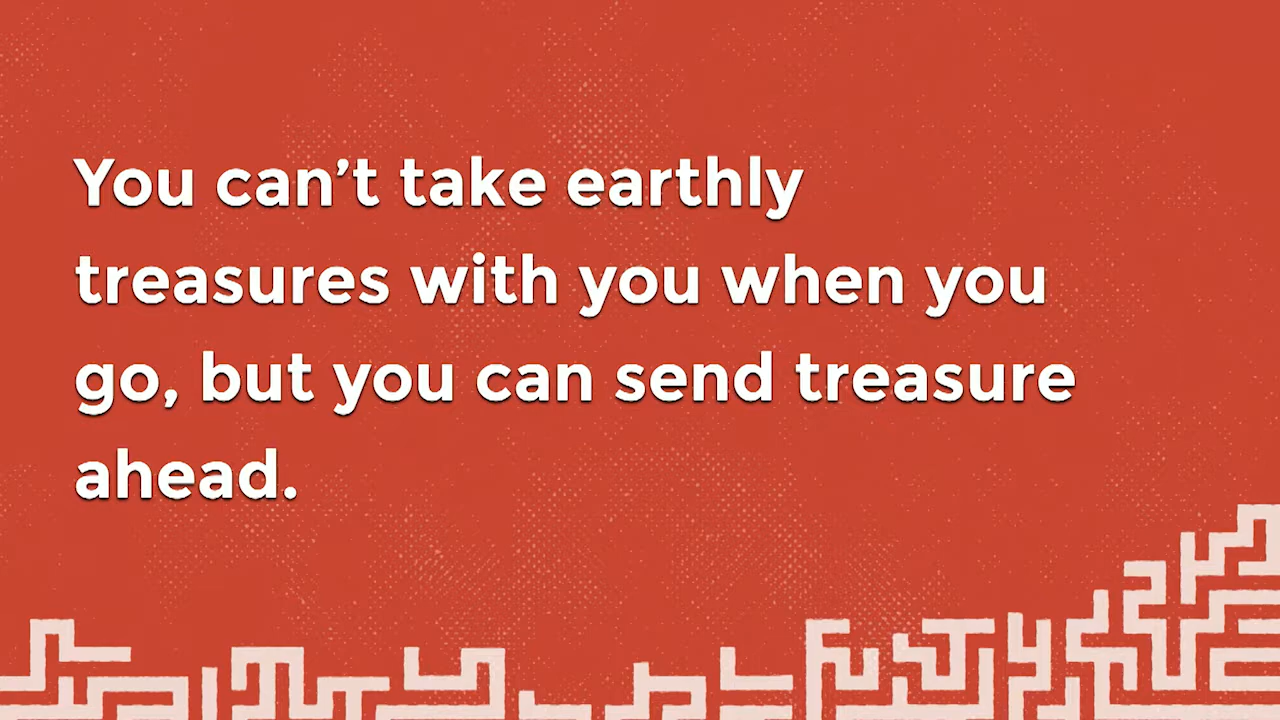 You can’t take earthly
treasures with you when you
go, but you can send treasure
ahead.